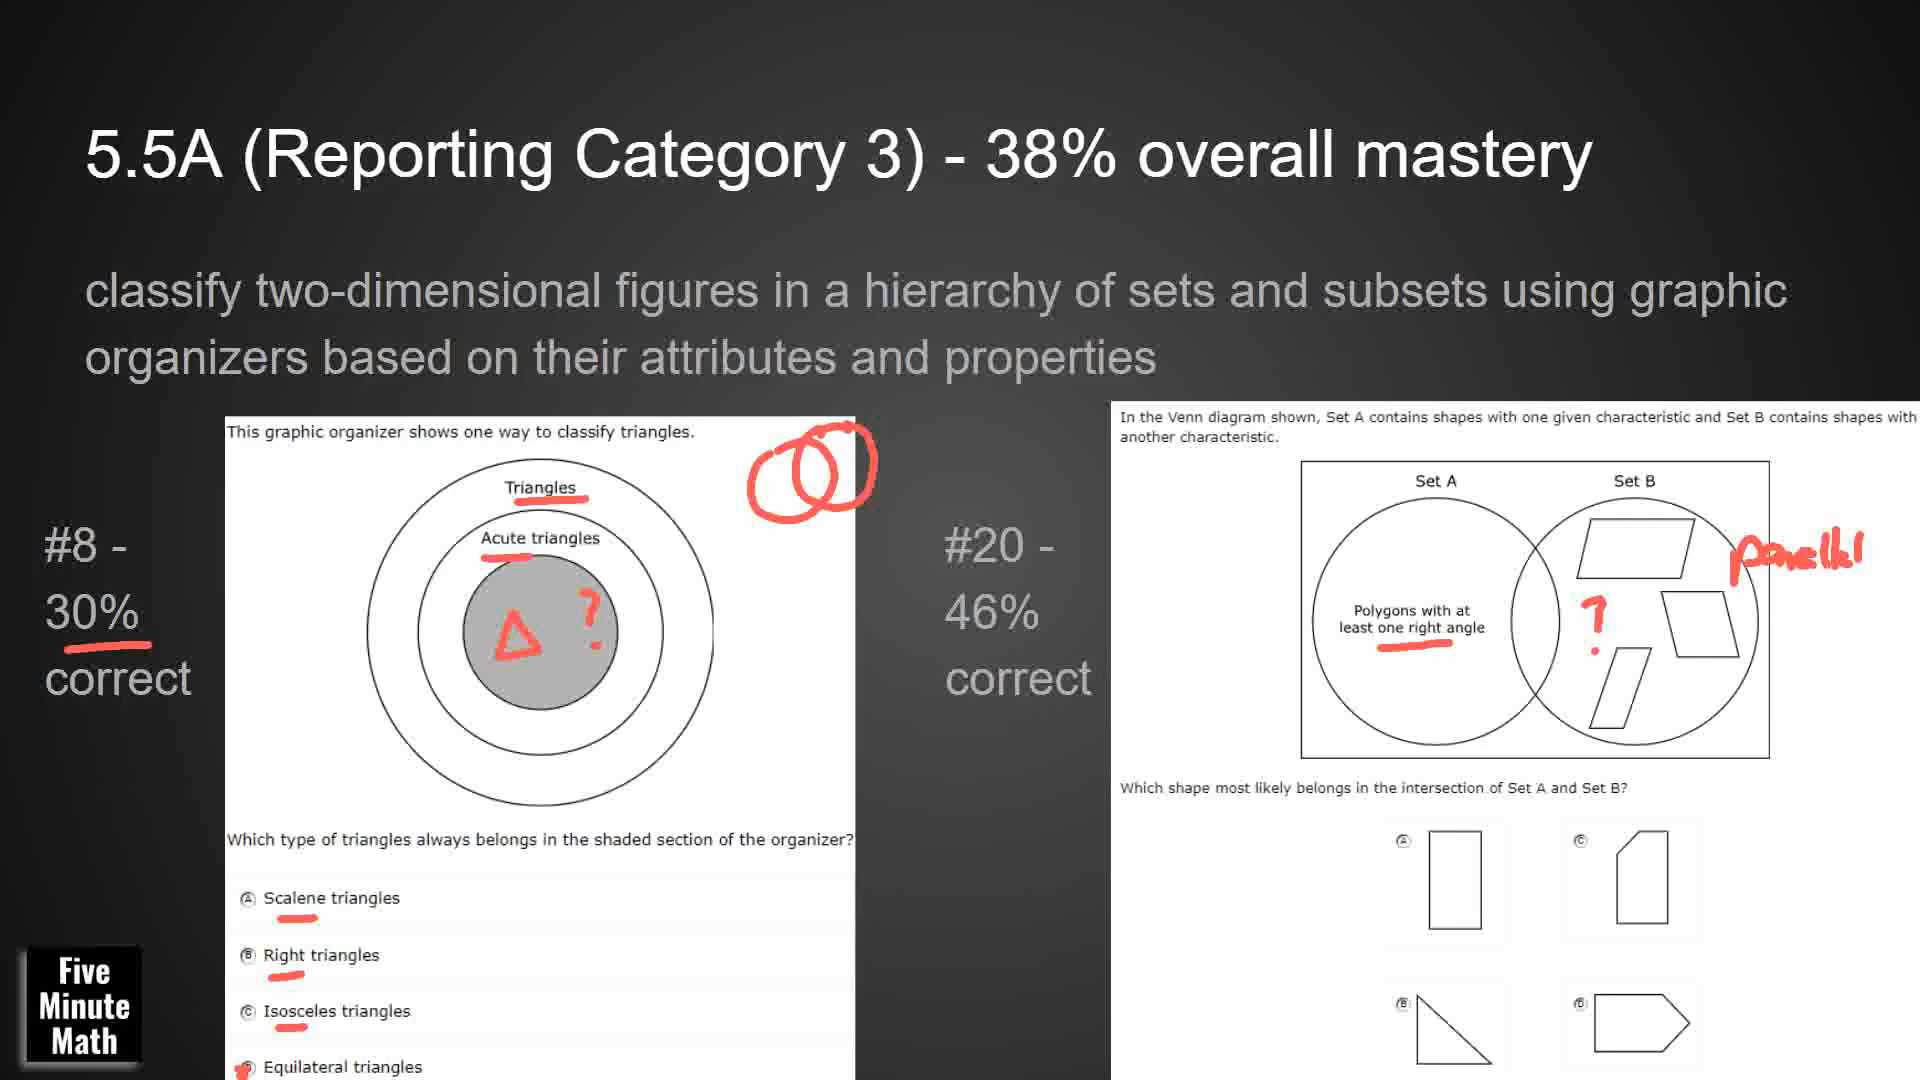 5.5A (Reporting Category 3) - 38% overall mastery
classify two-dimensional figures in a hierarchy of sets and subsets using graphic
organizers based on their attributes and properties
#8 -
30%
correct
This graphic organizer shows one way to classify triangles.
Triangles
Acute triangles
?
Which type of triangles always belongs in the shaded section of the organizer?
A Scalene triangles
B Right triangles
C Isosceles triangles
Equilateral triangles
#20 -
46%
correct
In the Venn diagram shown, Set A contains shapes with one given characteristic and Set B contains shapes with
another characteristic.
Set A
Set B
Polygons with at
least one right angle
?
parallel
Which shape most likely belongs in the intersection of Set A and Set B?
A
C
B
D
Five
Minute
Math